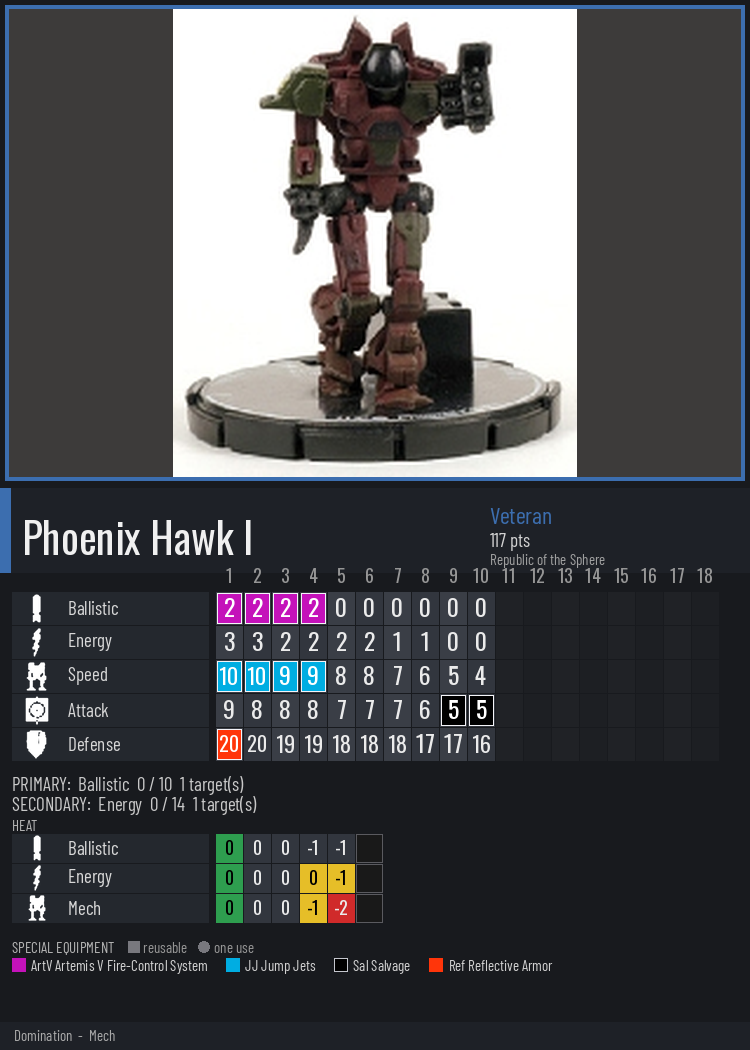 Phoenix Hawk I
Veteran
117 pts
Republic of the Sphere
1 2 3 4 5 6 7 8 9 10 11 12 13 14 15 16 17 18
Ballistic 2 2 2 2 0 0 0 0 0 0
Energy 3 3 2 2 2 2 1 1 0 0
Speed 10 10 9 9 8 8 7 6 5 4
Attack 9 8 8 8 7 7 7 6 5 5
Defense 20 20 19 19 18 18 18 17 17 16
PRIMARY: Ballistic 0 / 10 1 target(s)
SECONDARY: Energy 0 / 14 1 target(s)
HEAT
Ballistic 0 0 0 -1 -1
Energy 0 0 0 0 -1
Mech 0 0 0 -1 -2
SPECIAL EQUIPMENT reusable one use
ArtV Artemis V Fire-Control System JJ Jump Jets Sal Salvage Ref Reflective Armor
Domination - Mech